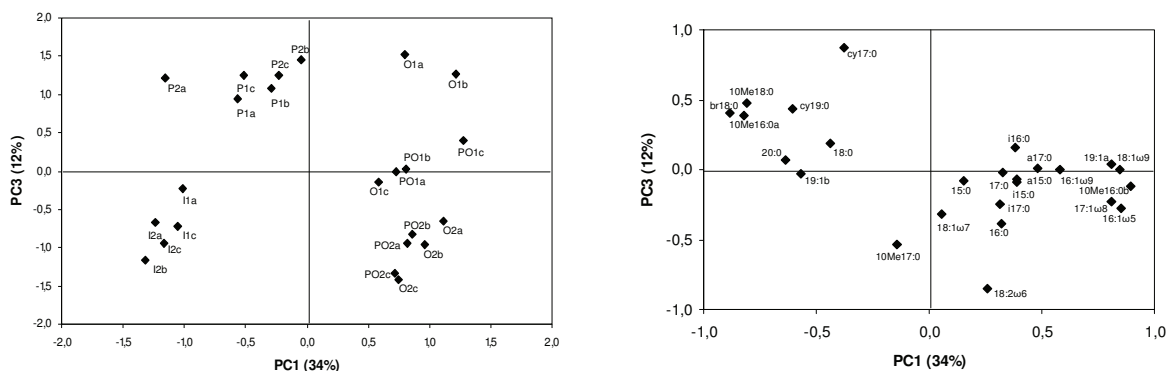 2,0
1,5
1,0
0,5
0,0
-0,5
-1,0
-1,5
-2,0
PC3 (12%)
P2b
P2c
P2a
P1c
P1b
P1a
O1a
O1b
PO1c
PO1b
PO1a
O1c
I1a
I2a
I1c
I2c
I2b
O2a
PO2b
PO2a
O2b
PO2c
O2c
-2,0 -1,5 -1,0 -0,5 0,0 0,5 1,0 1,5 2,0
PC1 (34%)
1,0
0,5
0,0
-0,5
-1,0
PC3 (12%)
cy17:0
10Me18:0
br18:0
cy19:0
10Me16:0a
18:0
20:0
19:1b
i16:0
a17:0
19:1a
18:1ω9
17:0
a15:0
16:1ω9
15:0
i15:0
10Me16:0b
i17:0
17:1ω8
16:1ω5
18:1ω7
16:0
10Me17:0
18:2ω6
-1,0 -0,5 0,0 0,5 1,0
PC1 (34%)